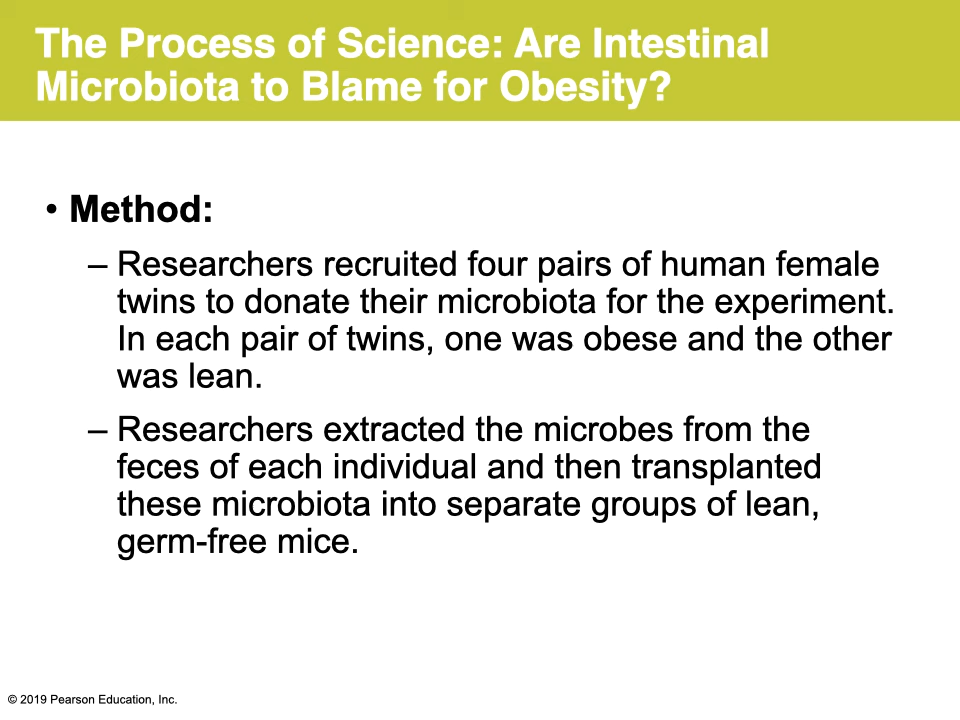 The Process of Science: Are Intestinal
Microbiota to Blame for Obesity?
• Method:
– Researchers recruited four pairs of human female
twins to donate their microbiota for the experiment.
In each pair of twins, one was obese and the other
was lean.
– Researchers extracted the microbes from the
feces of each individual and then transplanted
these microbiota into separate groups of lean,
germ-free mice.
© 2019 Pearson Education, Inc.